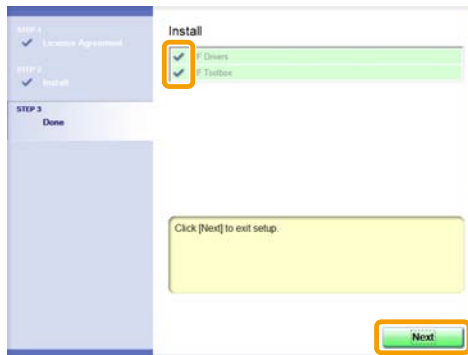 STEP 1
License Agreement
STEP 2
Install
STEP 3
Done
Install
F Drivers
F Toolbox
Click [Next] to exit setup.
Next